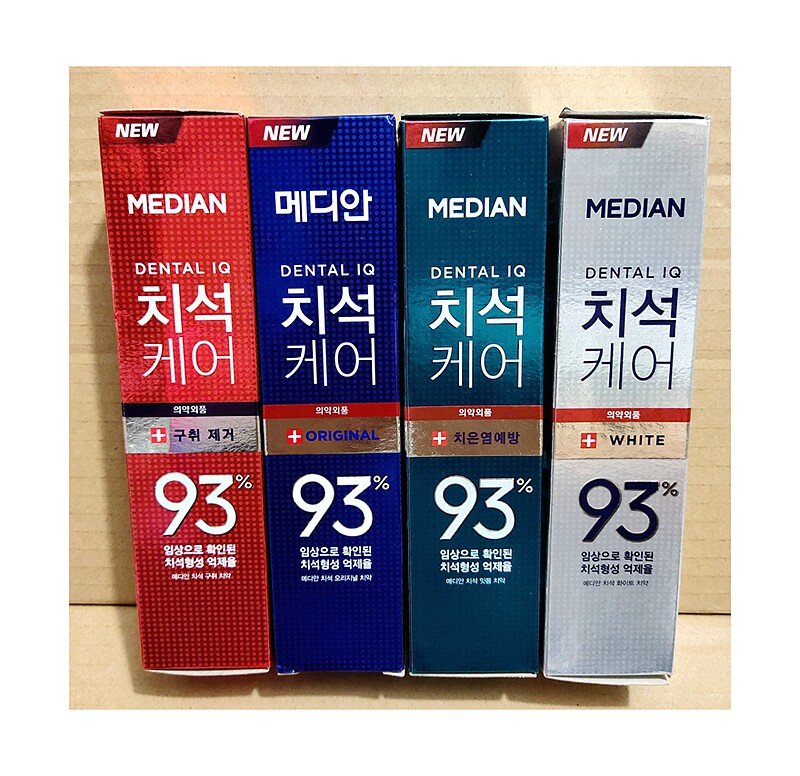 NEW
MEDIAN
DENTAL IQ
치석
케어
의약외품
구취 제거
93%
임상으로 확인된
치석형성 억제율
메디안 치석 구취 치약
NEW
메디안
DENTAL IQ
치석
케어
의약외품
ORIGINAL
93%
임상으로 확인된
치석형성 억제율
메디안 치석 오리지널 치약
NEW
MEDIAN
DENTAL IQ
치석
케어
의약외품
치은염예방
93%
임상으로 확인된
치석형성 억제율
메디안 치석 잇몸 치약
NEW
MEDIAN
DENTAL IQ
치석
케어
의약외품
WHITE
93%
임상으로 확인된
치석형성 억제율
메디안 치석 화이트 치약